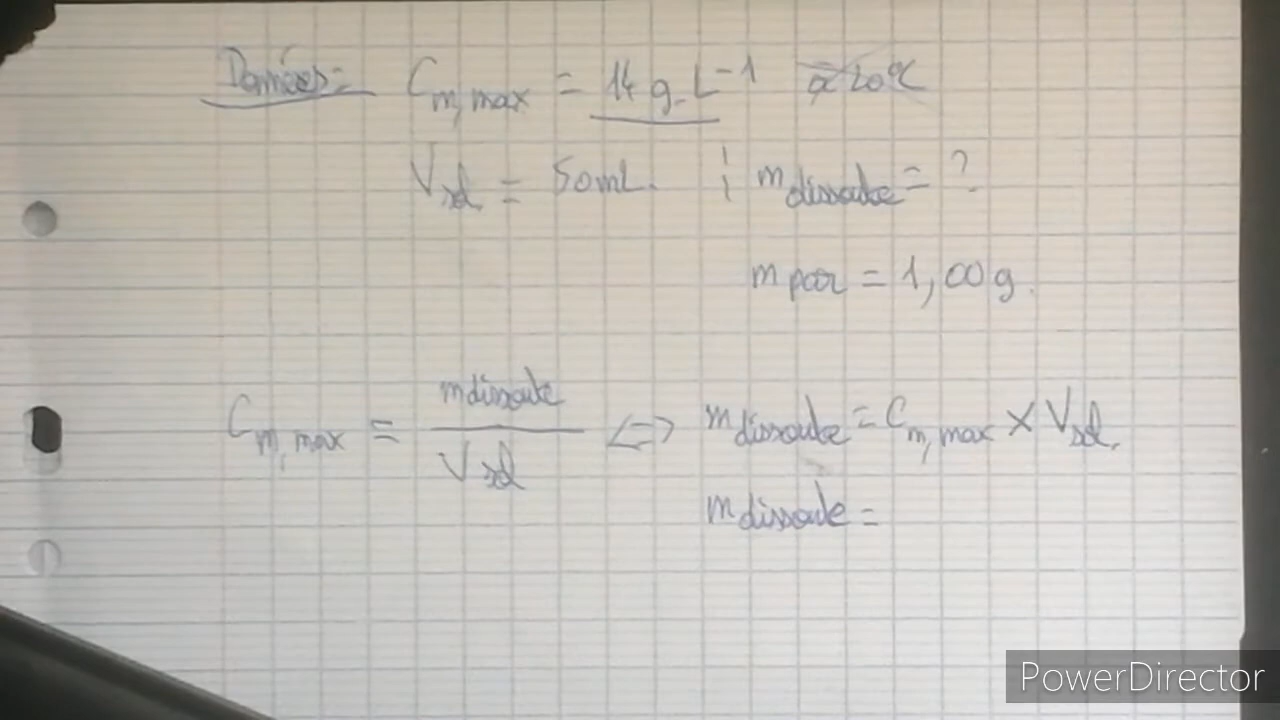 Données : Cm,max = 14 g.L-1 à 20°C
Vsol = 50mL. ; mdissoute = ?
m par = 1,00g.
Cm,max = mdissoute / Vsol <=> mdissoute = Cm,max × Vsol.
mdissoute =
PowerDirector